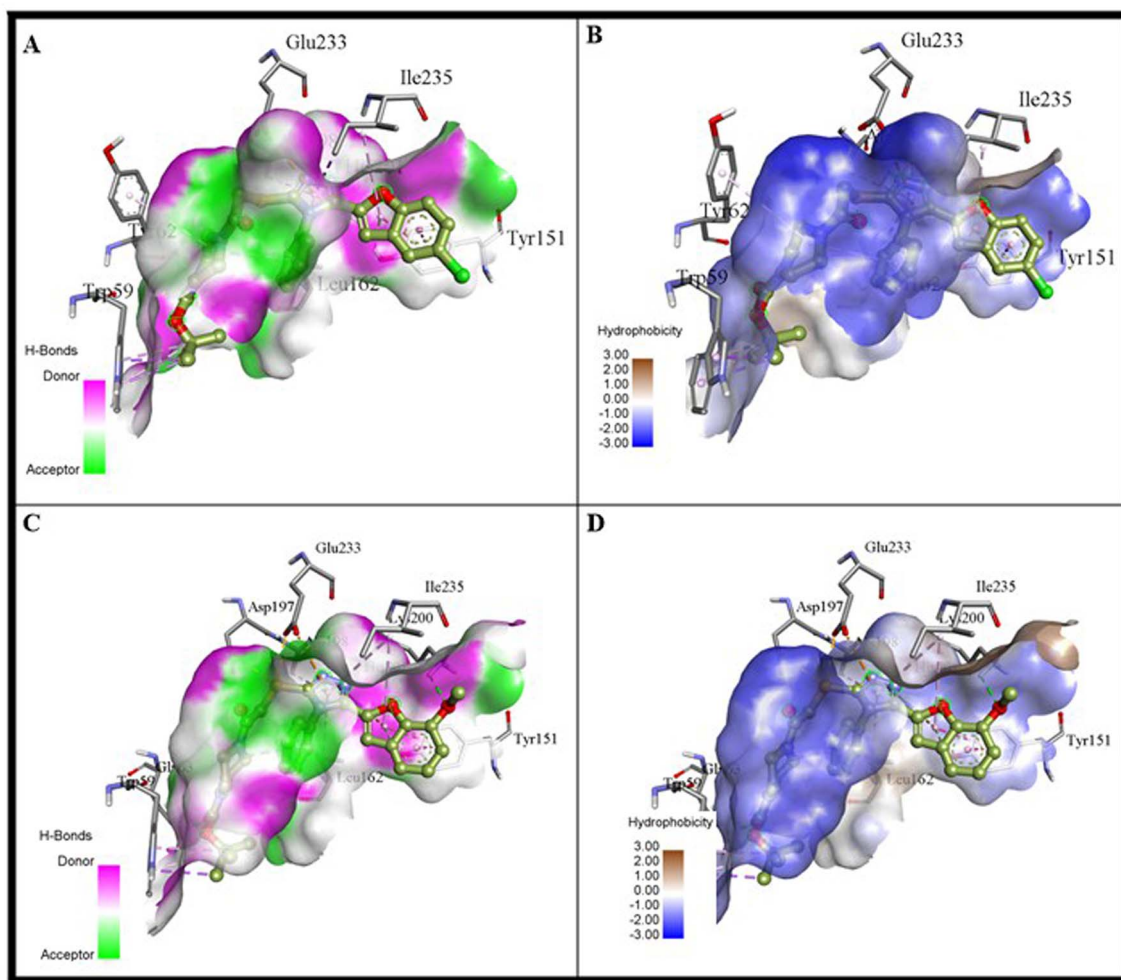 A
Glu233
Ile235
Tyr62
Tyr151
Trp59
Leu162
H-Bonds
Donor
Acceptor
B
Glu233
Ile235
Tyr62
Tyr151
Trp59
Hydrophobicity
3.00
2.00
1.00
0.00
-1.00
-2.00
-3.00
C
Glu233
Asp197
Ile235
Lys200
Tyr151
Trp59
Leu162
H-Bonds
Donor
Acceptor
D
Glu233
Asp197
Ile235
Lys200
Tyr151
Trp59
Leu162
Hydrophobicity
3.00
2.00
1.00
0.00
-1.00
-2.00
-3.00